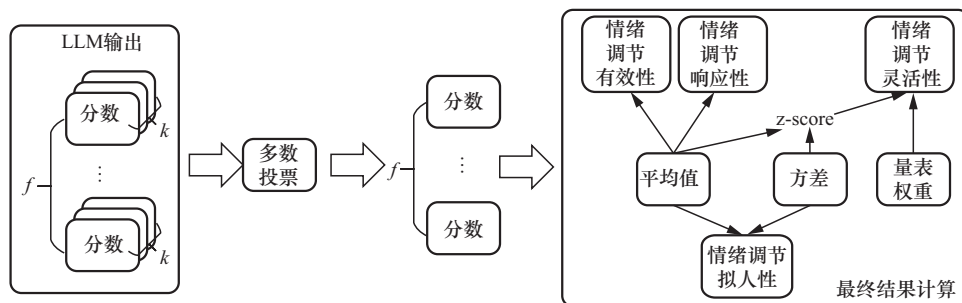 LLM输出
分数
k
⋮
f
分数
k
多数
投票
分数
f
⋮
分数
情绪
调节
有效性
情绪
调节
响应性
情绪
调节
灵活性
z-score
平均值
方差
量表
权重
情绪调节
拟人性
最终结果计算